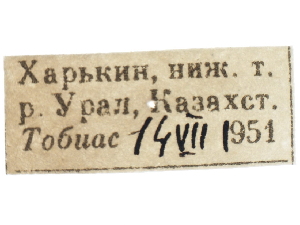 Харькин, ниж. т.
р. Урал, Казахст.
Тобиас 14 VII 1951